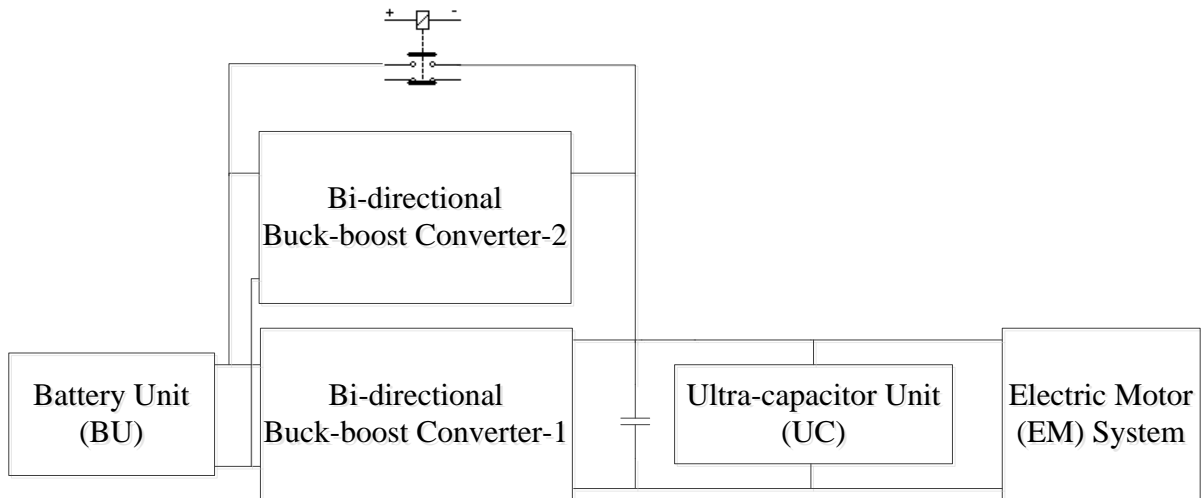 + -
Bi-directional
Buck-boost Converter-2
Battery Unit
(BU)
Bi-directional
Buck-boost Converter-1
Ultra-capacitor Unit
(UC)
Electric Motor
(EM) System